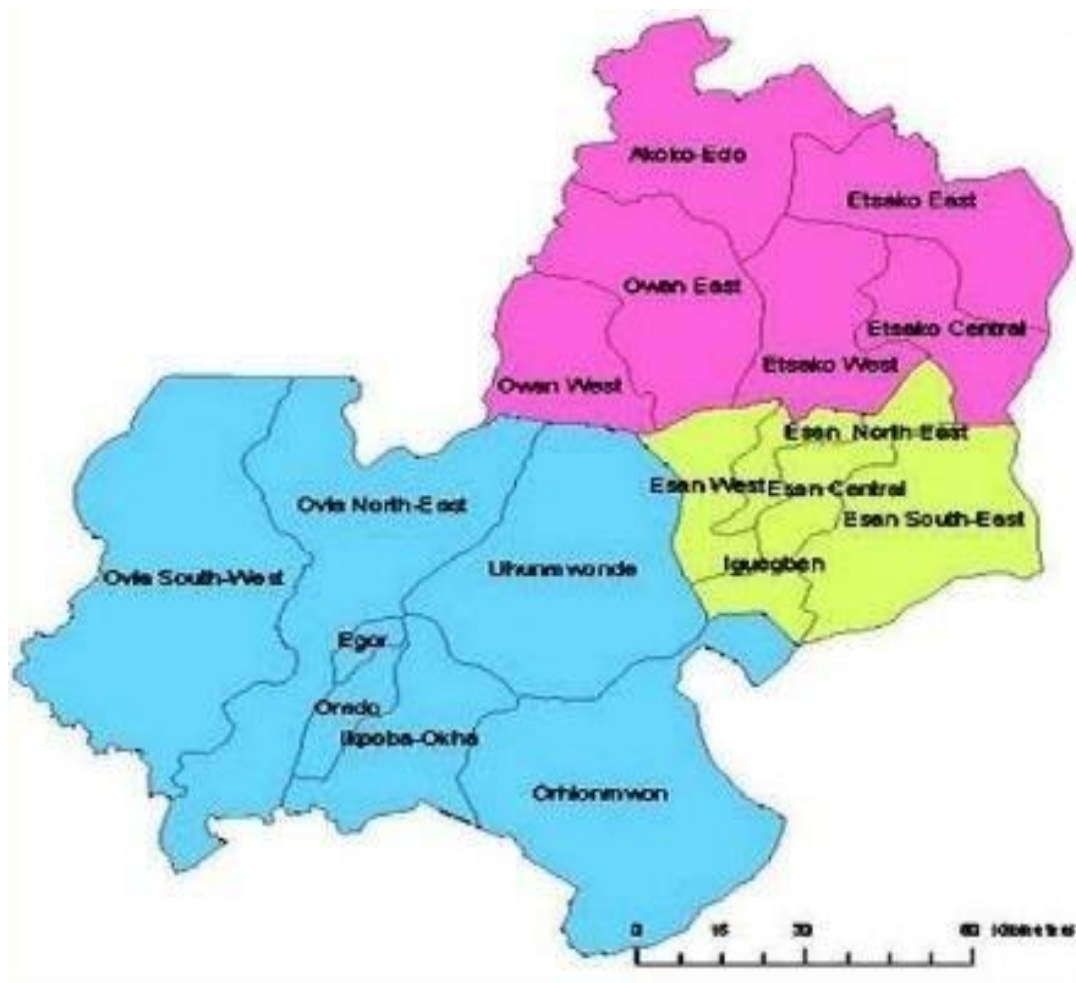 Akoko-Edo
Etsako East
Owan East
Etsako Central
Etsako West
Owan West
Esan North-East
Esan West
Esan Central
Ovia North-East
Esan South-East
Iguegben
Uhunmwonde
Ovia South-West
Egor
Oredo
Ikpoba-Okha
Orhionmwon
0 15 30 60 Kilometres